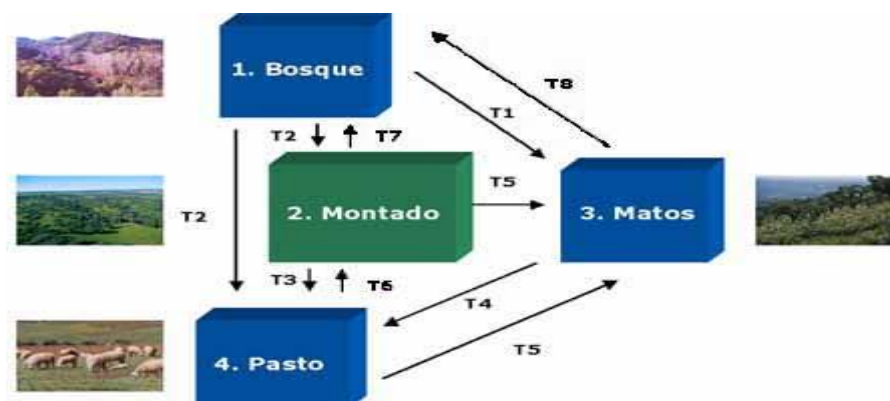 1. Bosque
T8
T1
T2
T7
T5
T2
2. Montado
3. Matos
T3
T6
T4
T5
4. Pasto